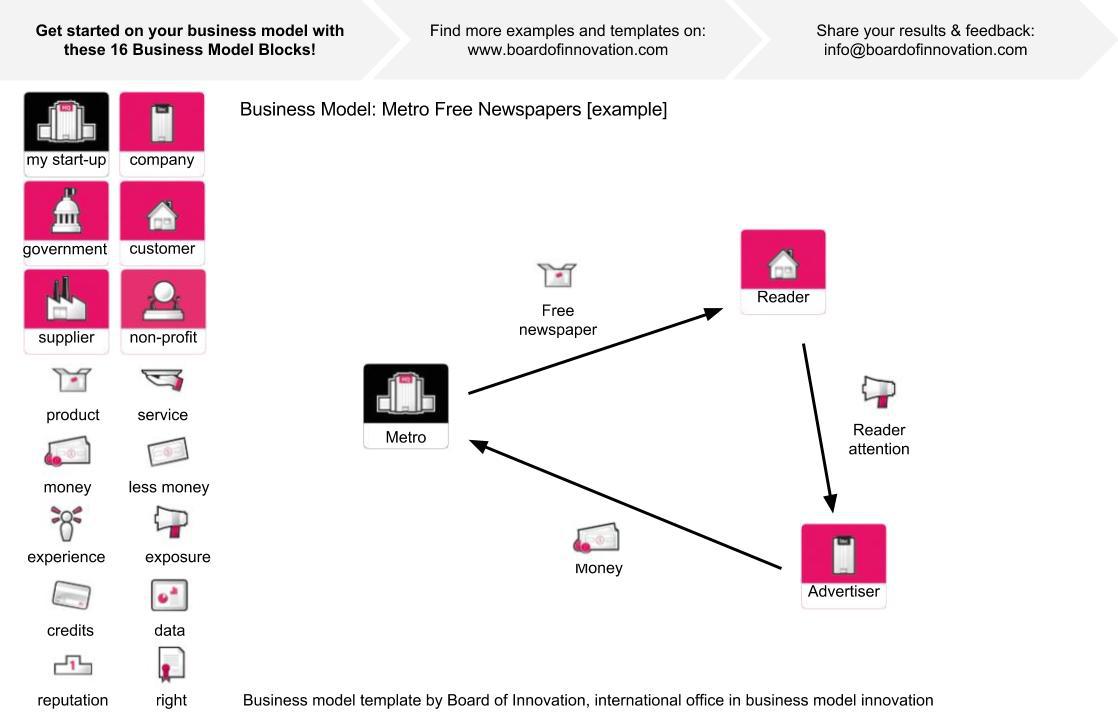 Get started on your business model with
these 16 Business Model Blocks!
Find more examples and templates on:
www.boardofinnovation.com
Share your results & feedback:
info@boardofinnovation.com
Business Model: Metro Free Newspapers [example]
HQ
my start-up
company
government
customer
supplier
non-profit
product
service
money
less money
experience
exposure
credits
data
1
reputation
right
Free
newspaper
Reader
HQ
Metro
Reader
attention
Money
Advertiser
Business model template by Board of Innovation, international office in business model innovation